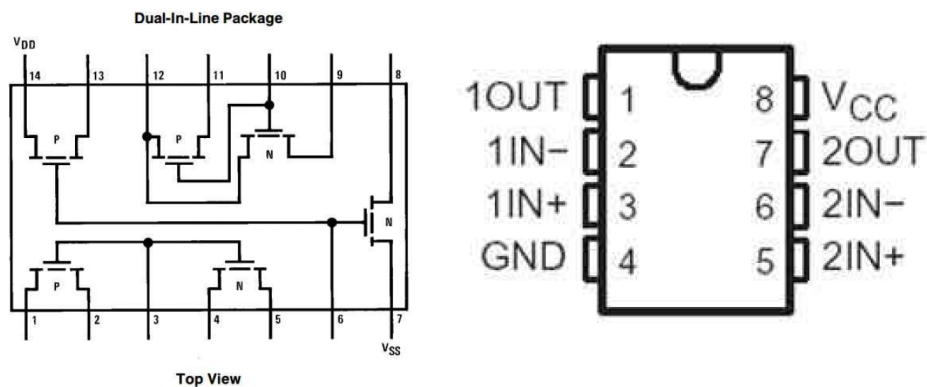 Dual-In-Line Package
VDD
14 13 12 11 10 9 8
P P N
N
P N
1 2 3 4 5 6 7
VSS
Top View
1OUT 1 8 VCC
1IN− 2 7 2OUT
1IN+ 3 6 2IN−
GND 4 5 2IN+